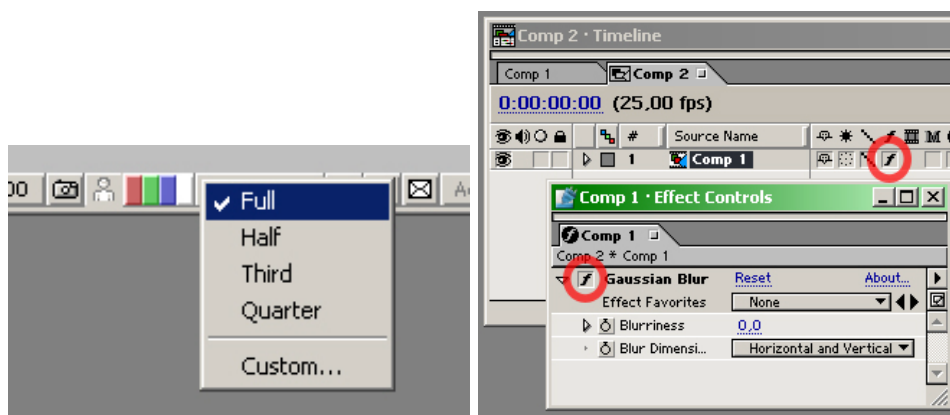 00
Full
Half
Third
Quarter
Custom...
Comp 2 · Timeline
Comp 1
Comp 2
0:00:00:00 (25,00 fps)
# Source Name
M
1 Comp 1
f
Comp 1 · Effect Controls
Comp 1
Comp 2 * Comp 1
f Gaussian Blur Reset About...
Effect Favorites None
Blurriness 0,0
Blur Dimensi... Horizontal and Vertical